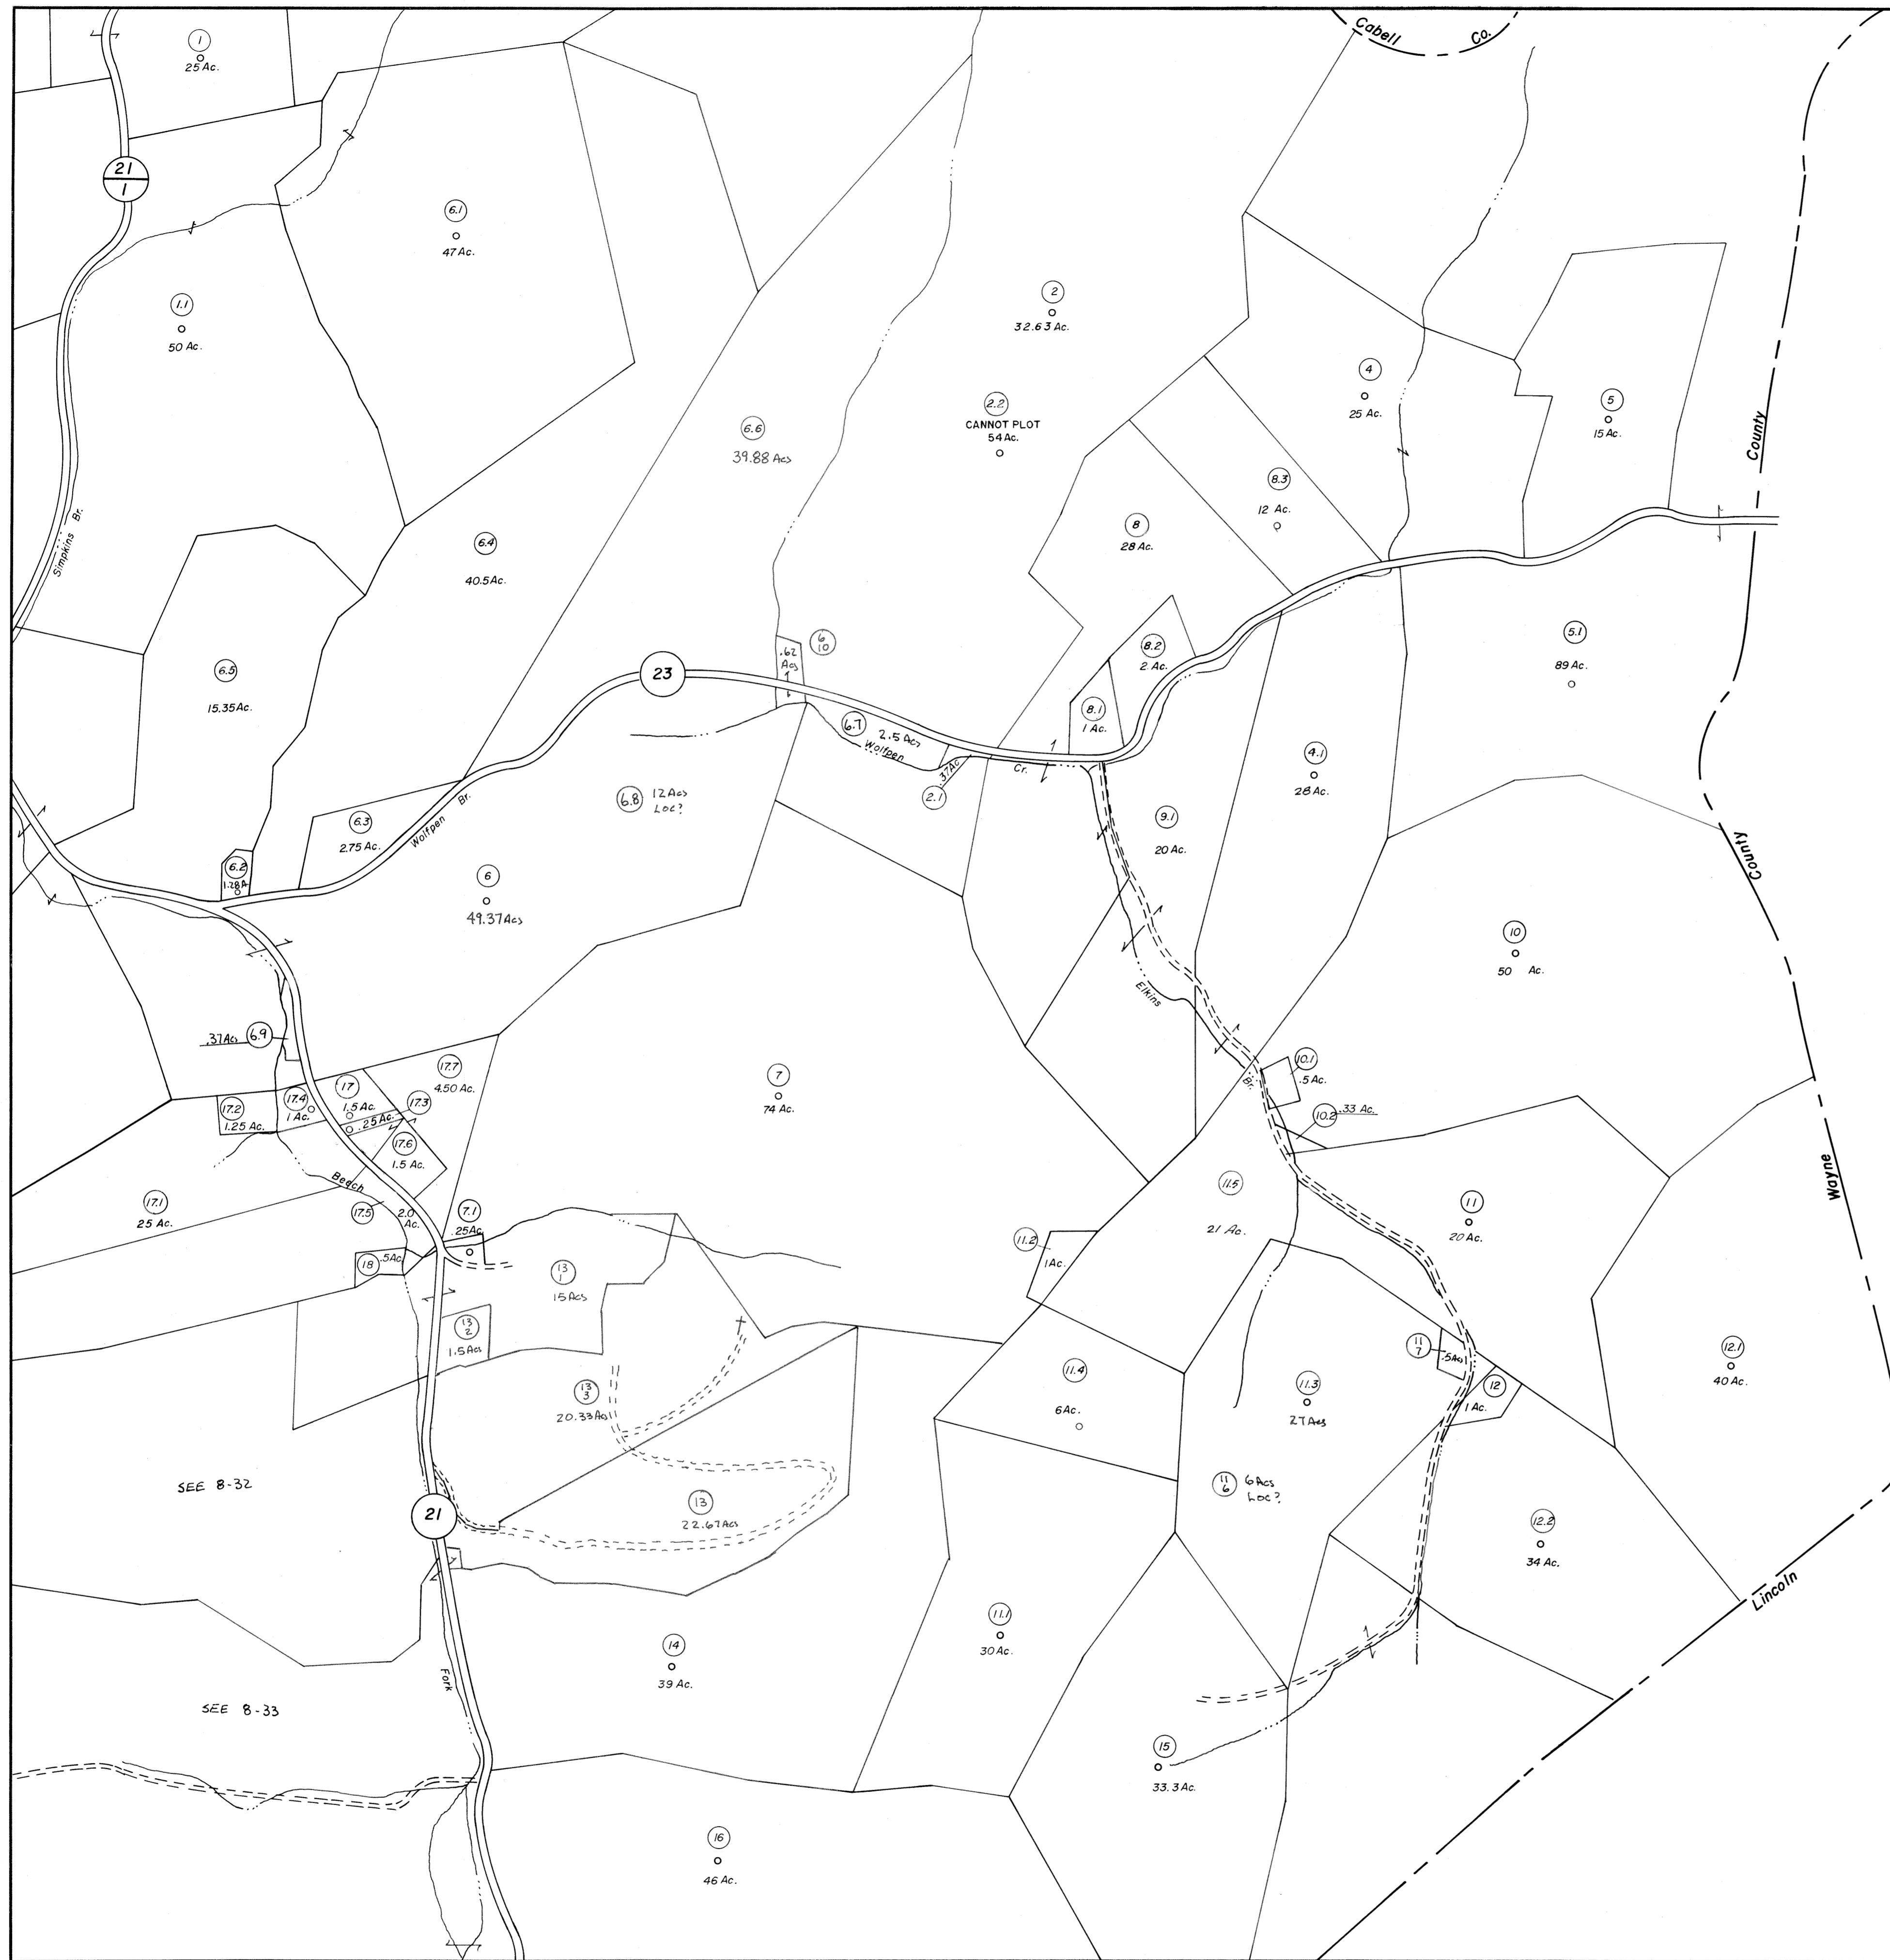 Cabell Co.
1
25 Ac.
21
1
6.1
47 Ac.
1.1
50 Ac.
2
32.63 Ac.
4
25 Ac.
5
15 Ac.
2.2
CANNOT PLOT
54 Ac.
6.6
39.88 Acs
County
8.3
12 Ac.
8
28 Ac.
Simpkins Br.
6.4
40.5 Ac.
5.1
89 Ac.
6.5
15.35 Ac.
6
10
.62
Acs
23
8.2
2 Ac.
8.1
1 Ac.
6.7
2.5 Acs
Wolfpen
Cr.
.37 Ac
2.1
4.1
28 Ac.
6.8
12 Acs
Loc?
6.3
2.75 Ac.
Wolfpen Br.
9.1
20 Ac.
County
6.2
1.28 A
6
49.37 Acs
10
50 Ac.
Elkins
Br.
.37 Acs
6.9
17.7
4.50 Ac.
17
1.5 Ac.
17.4
1 Ac.
17.3
.25 Ac.
17.2
1.25 Ac.
17.6
1.5 Ac.
7
74 Ac.
10.1
.5 Ac.
10.2
.33 Ac.
Wayne
Beech
17.1
25 Ac.
17.5
2.0
Ac.
7.1
.25 Ac.
11.5
21 Ac.
11
20 Ac.
11.2
1 Ac.
18
.5 Ac.
13
1
15 Acs
13
2
1.5 Acs
11
7
.5 Acs
12.1
40 Ac.
11.4
6 Ac.
11.3
27 Acs
12
1 Ac.
13
3
20.33 Acs
SEE 8-32
11
6
6 Acs
Loc?
13
22.67 Acs
21
12.2
34 Ac.
Lincoln
11.1
30 Ac.
14
39 Ac.
Fork
SEE 8-33
15
33.3 Ac.
16
46 Ac.